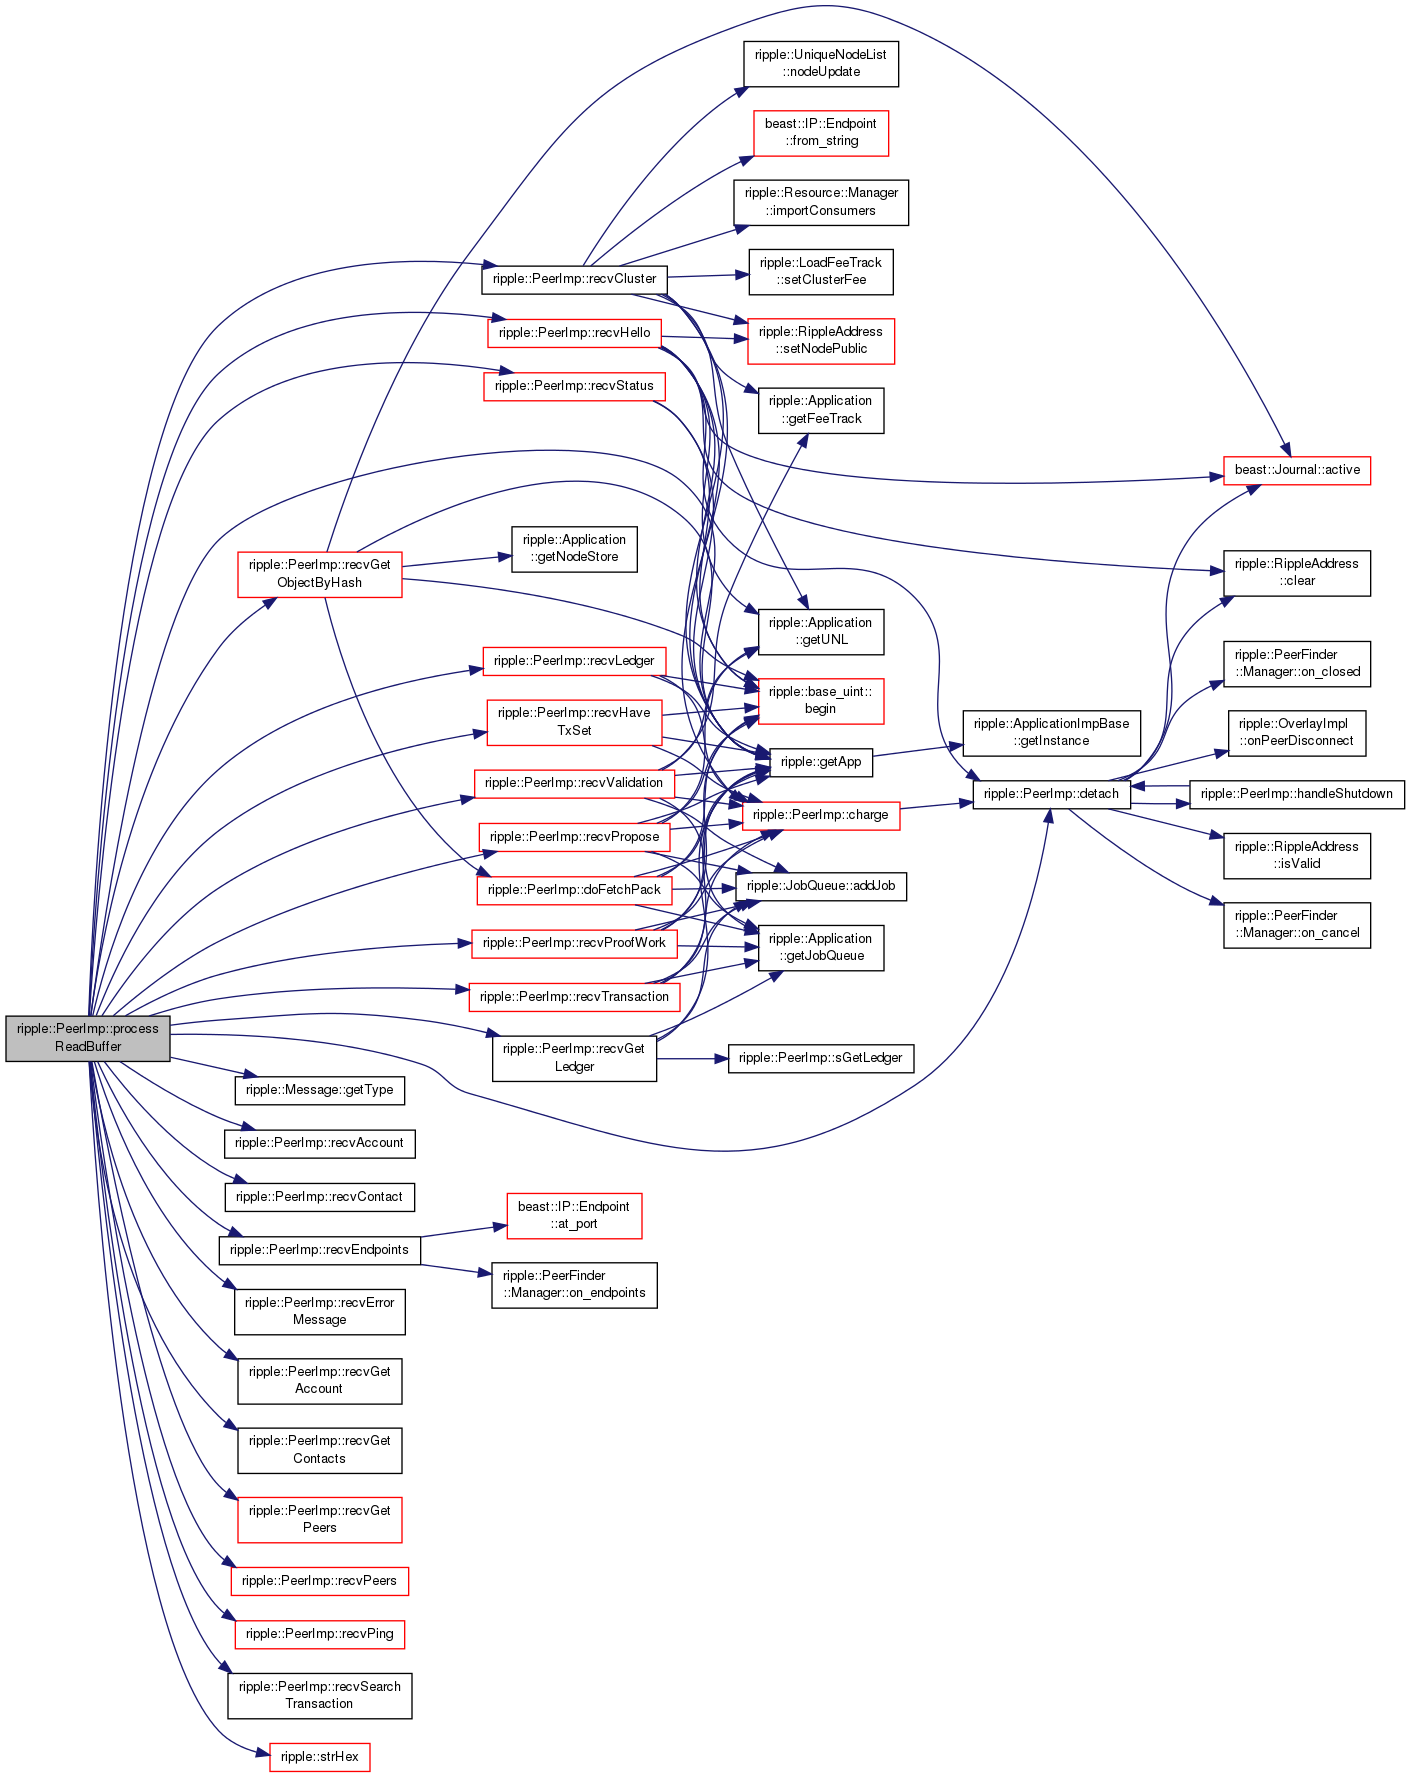 ripple::UniqueNodeList
::nodeUpdate
beast::IP::Endpoint
::from_string
ripple::Resource::Manager
::importConsumers
ripple::LoadFeeTrack
::setClusterFee
ripple::PeerImp::recvCluster
ripple::PeerImp::recvHello
ripple::RippleAddress
::setNodePublic
ripple::PeerImp::recvStatus
ripple::Application
::getFeeTrack
beast::Journal::active
ripple::PeerImp::recvGet
ObjectByHash
ripple::Application
::getNodeStore
ripple::RippleAddress
::clear
ripple::Application
::getUNL
ripple::PeerImp::recvLedger
ripple::PeerFinder
::Manager::on_closed
ripple::base_uint::
begin
ripple::PeerImp::recvHave
TxSet
ripple::ApplicationImpBase
::getInstance
ripple::OverlayImpl
::onPeerDisconnect
ripple::getApp
ripple::PeerImp::recvValidation
ripple::PeerImp::detach
ripple::PeerImp::handleShutdown
ripple::PeerImp::charge
ripple::PeerImp::recvPropose
ripple::RippleAddress
::isValid
ripple::PeerImp::doFetchPack
ripple::JobQueue::addJob
ripple::PeerFinder
::Manager::on_cancel
ripple::PeerImp::recvProofWork
ripple::Application
::getJobQueue
ripple::PeerImp::recvTransaction
ripple::PeerImp::process
ReadBuffer
ripple::PeerImp::recvGet
Ledger
ripple::PeerImp::sGetLedger
ripple::Message::getType
ripple::PeerImp::recvAccount
ripple::PeerImp::recvContact
ripple::PeerImp::recvEndpoints
beast::IP::Endpoint
::at_port
ripple::PeerFinder
::Manager::on_endpoints
ripple::PeerImp::recvError
Message
ripple::PeerImp::recvGet
Account
ripple::PeerImp::recvGet
Contacts
ripple::PeerImp::recvGet
Peers
ripple::PeerImp::recvPeers
ripple::PeerImp::recvPing
ripple::PeerImp::recvSearch
Transaction
ripple::strHex